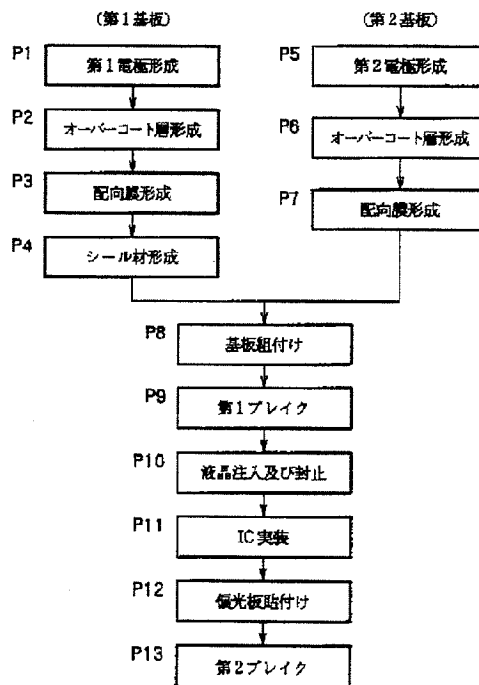 (第1基板)
P1 第1電極形成
P2 オーバーコート層形成
P3 配向膜形成
P4 シール材形成
(第2基板)
P5 第2電極形成
P6 オーバーコート層形成
P7 配向膜形成
P8 基板組付け
P9 第1ブレイク
P10 液晶注入及び封止
P11 IC実装
P12 偏光板貼付け
P13 第2ブレイク